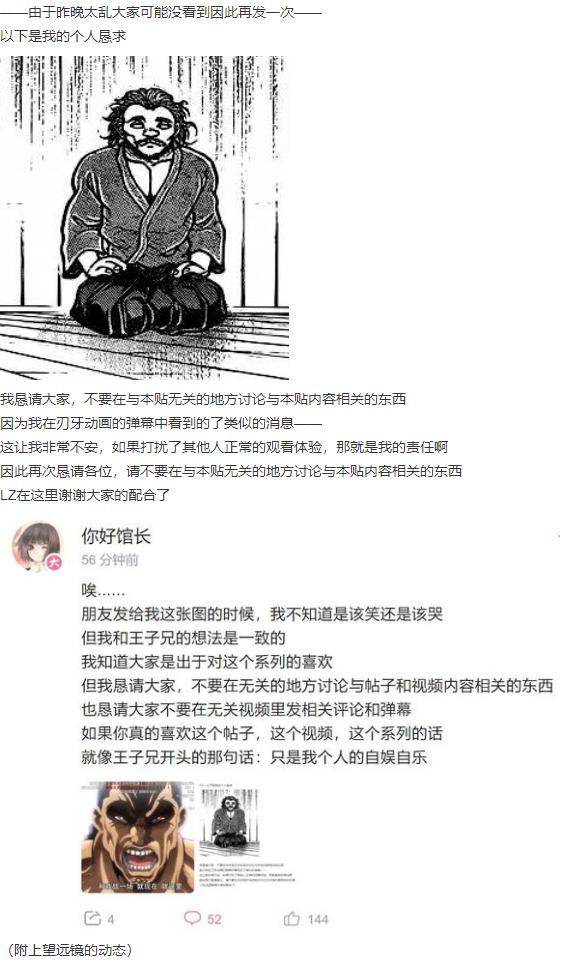 ——由于昨晚太乱大家可能没看到因此再发一次——
以下是我的个人恳求
我恳请大家，不要在与本贴无关的地方讨论与本贴内容相关的东西
因为我在刃牙动画的弹幕中看到的了类似的消息——
这让我非常不安，如果打扰了其他人正常的观看体验，那就是我的责任啊
因此再次恳请各位，请不要在与本贴无关的地方讨论与本贴内容相关的东西
LZ在这里谢谢大家的配合了
你好馆长
大
56 分钟前
唉……
朋友发给我这张图的时候，我不知道是该笑还是该哭
但我和王子兄的想法是一致的
我知道大家是出于对这个系列的喜欢
但我恳请大家，不要在无关的地方讨论与帖子和视频内容相关的东西
也恳请大家不要在无关视频里发相关评论和弹幕
如果你真的喜欢这个帖子，这个视频，这个系列的话
就像王子兄开头的那句话：只是我个人的自娱自乐
4
52
144
（附上望远镜的动态）